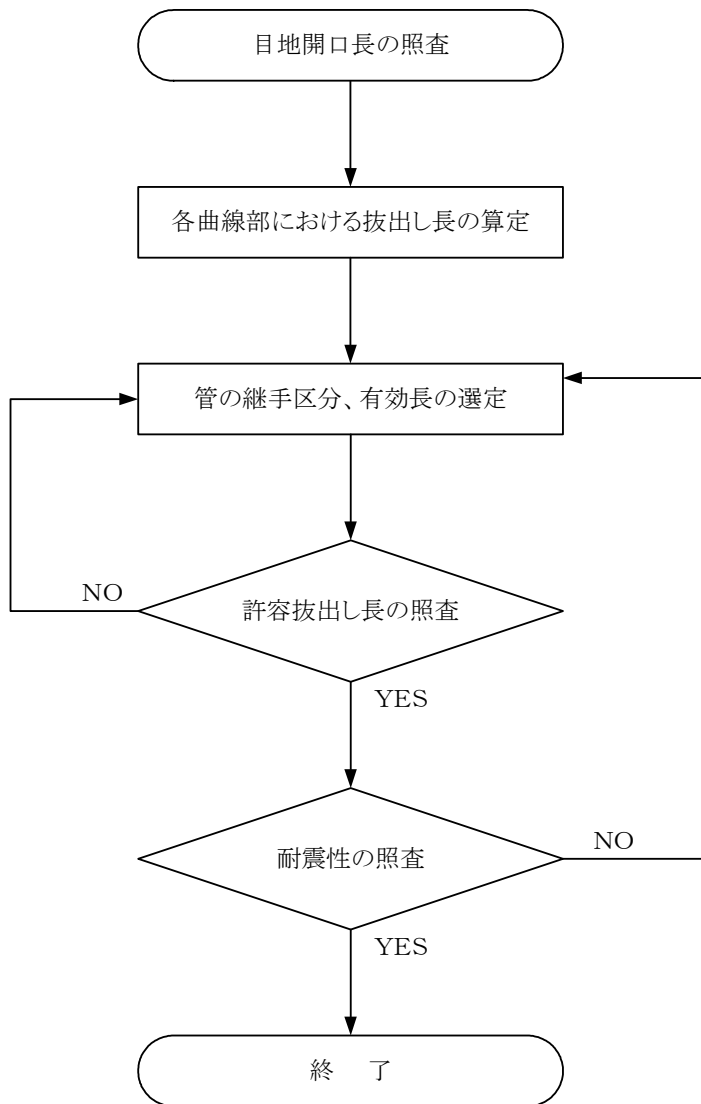 目地開口長の照査
各曲線部における抜出し長の算定
管の継手区分、有効長の選定
NO
許容抜出し長の照査
YES
耐震性の照査
NO
YES
終 了